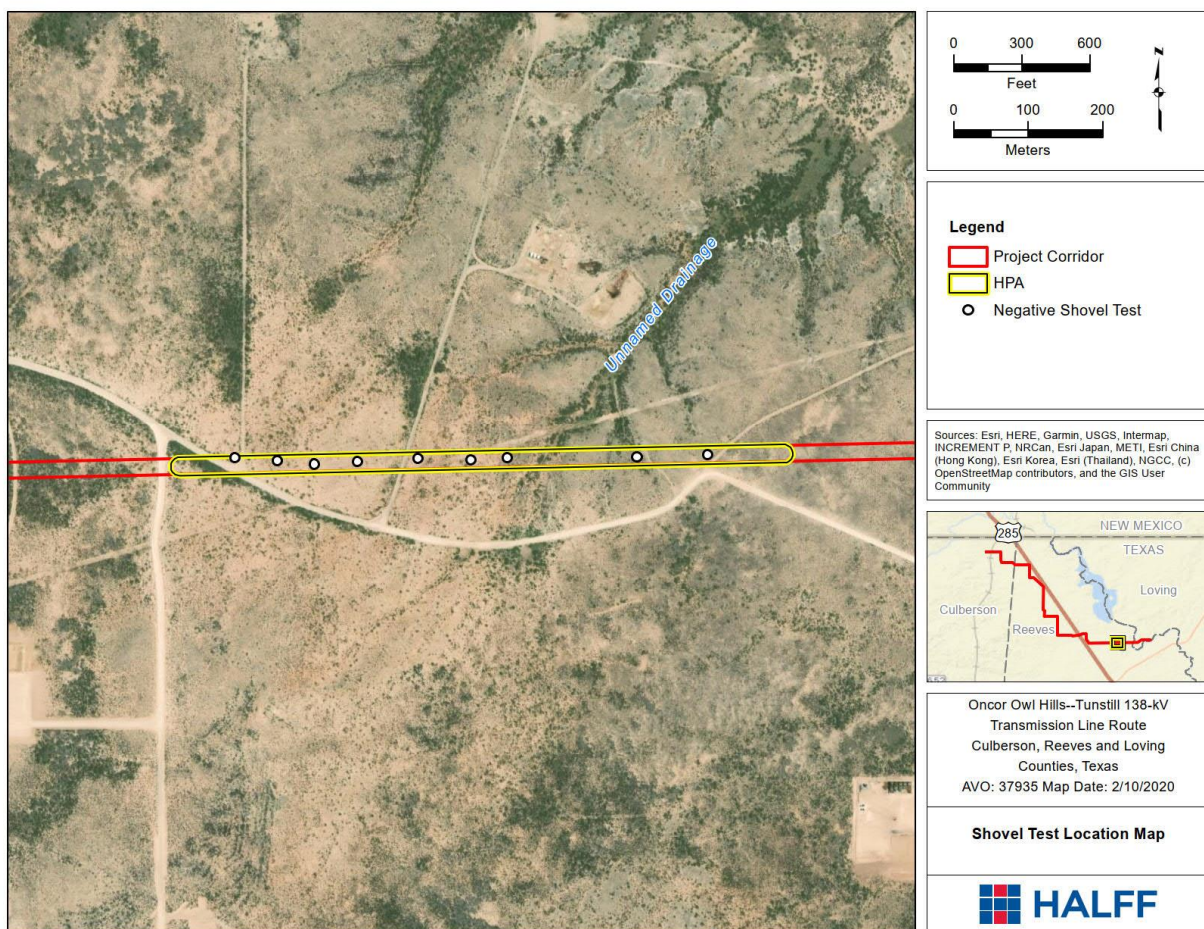 Unnamed Drainage
0 300 600
Feet
0 100 200
Meters
N
Legend
Project Corridor
HPA
Negative Shovel Test
Sources: Esri, HERE, Garmin, USGS, Intermap,
INCREMENT P, NRCan, Esri Japan, METI, Esri China
(Hong Kong), Esri Korea, Esri (Thailand), NGCC, (c)
OpenStreetMap contributors, and the GIS User
Community
285
NEW MEXICO
TEXAS
Loving
Culberson
Reeves
Oncor Owl Hills--Tunstill 138-kV
Transmission Line Route
Culberson, Reeves and Loving
Counties, Texas
AVO: 37935 Map Date: 2/10/2020
Shovel Test Location Map
HALFF